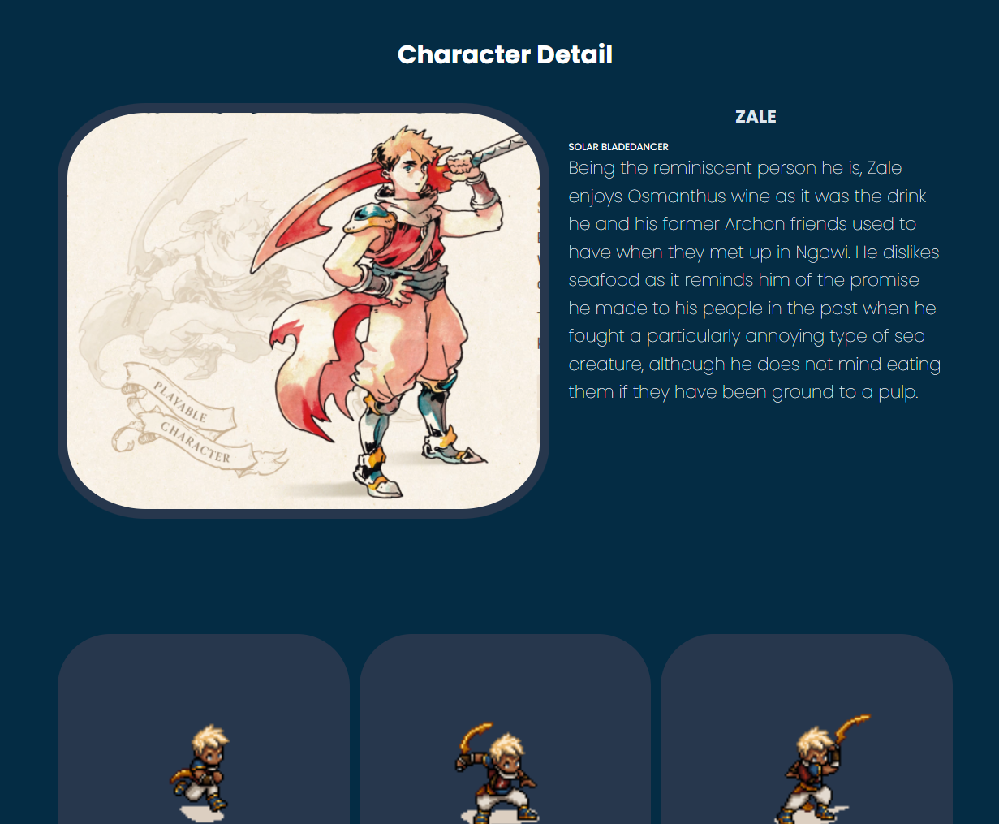 Character Detail
PLAYABLE
CHARACTER
ZALE
SOLAR BLADEDANCER
Being the reminiscent person he is, Zale
enjoys Osmanthus wine as it was the drink
he and his former Archon friends used to
have when they met up in Ngawi. He dislikes
seafood as it reminds him of the promise
he made to his people in the past when he
fought a particularly annoying type of sea
creature, although he does not mind eating
them if they have been ground to a pulp.